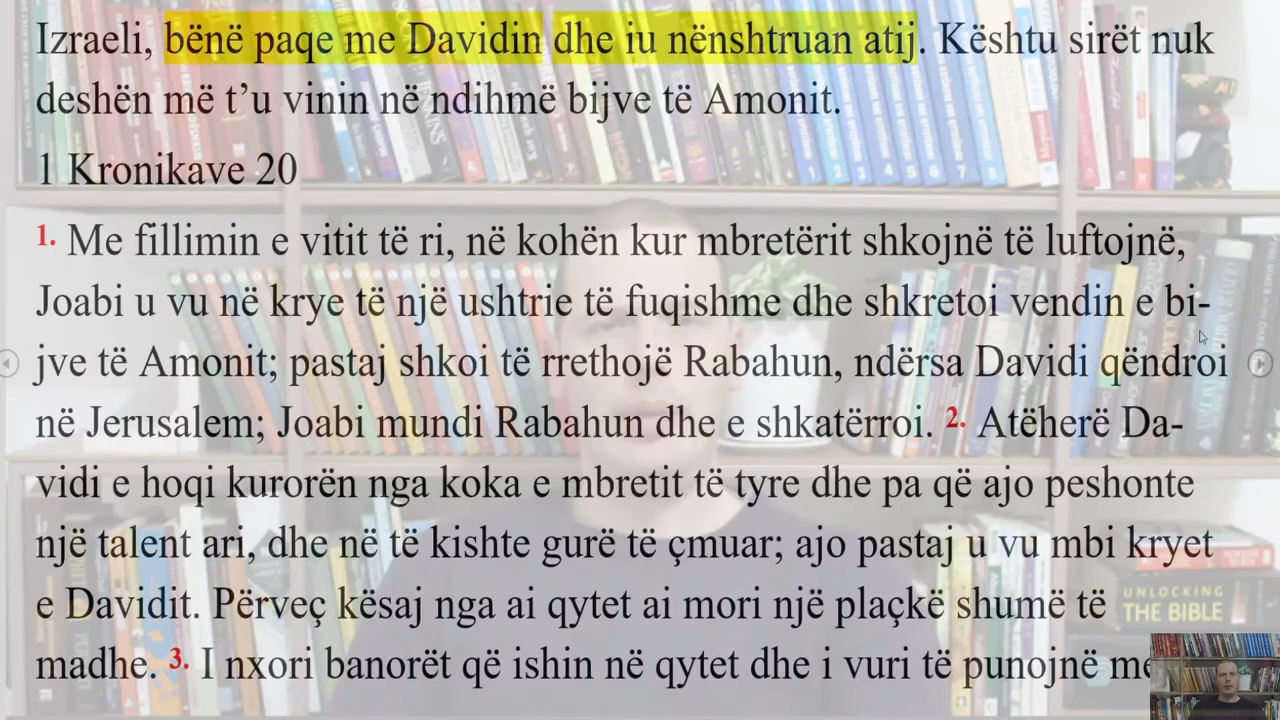 Izraeli, bënë paqe me Davidin dhe iu nënshtruan atij. Kështu sirët nuk
deshën më t’u vinin në ndihmë bijve të Amonit.
1 Kronikave 20
1. Me fillimin e vitit të ri, në kohën kur mbretërit shkojnë të luftojnë,
Joabi u vu në krye të një ushtrie të fuqishme dhe shkretoi vendin e bi-
jve të Amonit; pastaj shkoi të rrethojë Rabahun, ndërsa Davidi qëndroi
në Jerusalem; Joabi mundi Rabahun dhe e shkatërroi. 2. Atëherë Da-
vidi e hoqi kurorën nga koka e mbretit të tyre dhe pa që ajo peshonte
një talent ari, dhe në të kishte gurë të çmuar; ajo pastaj u vu mbi kryet
e Davidit. Përveç kësaj nga ai qytet ai mori një plaçkë shumë të
madhe. 3. I nxori banorët që ishin në qytet dhe i vuri të punojnë me
UNLOCKING
THE BIBLE